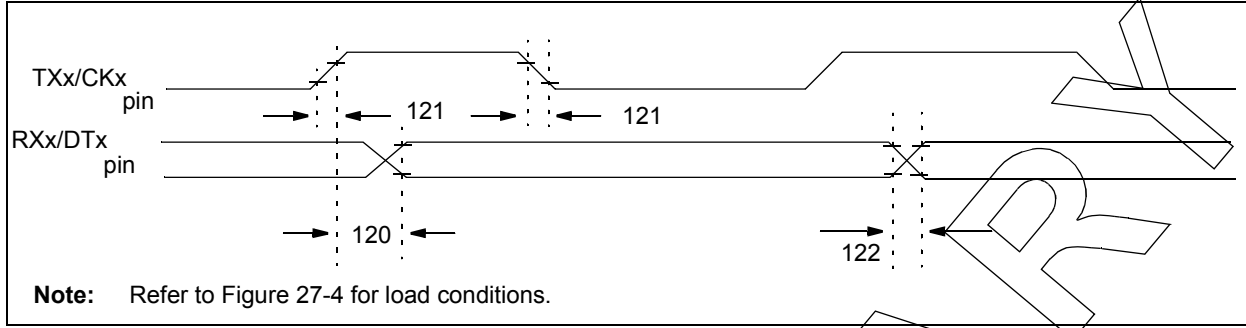 TXx/CKx
pin
121
121
RXx/DTx
pin
120
122
Note: Refer to Figure 27-4 for load conditions.
R
Y